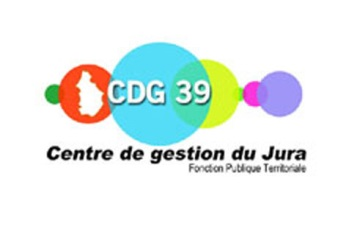 CDG 39
Centre de gestion du Jura
Fonction Publique Territoriale